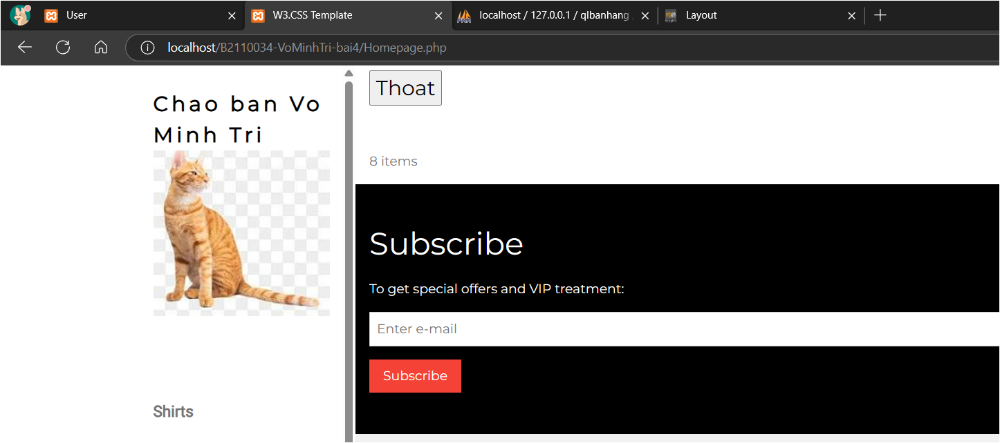 User
W3.CSS Template
localhost / 127.0.0.1 / qlbanhang
Layout
localhost/B2110034-VoMinhTri-bai4/Homepage.php
Chao ban Vo
Minh Tri
Shirts
Thoat
8 items
Subscribe
To get special offers and VIP treatment:
Enter e-mail
Subscribe